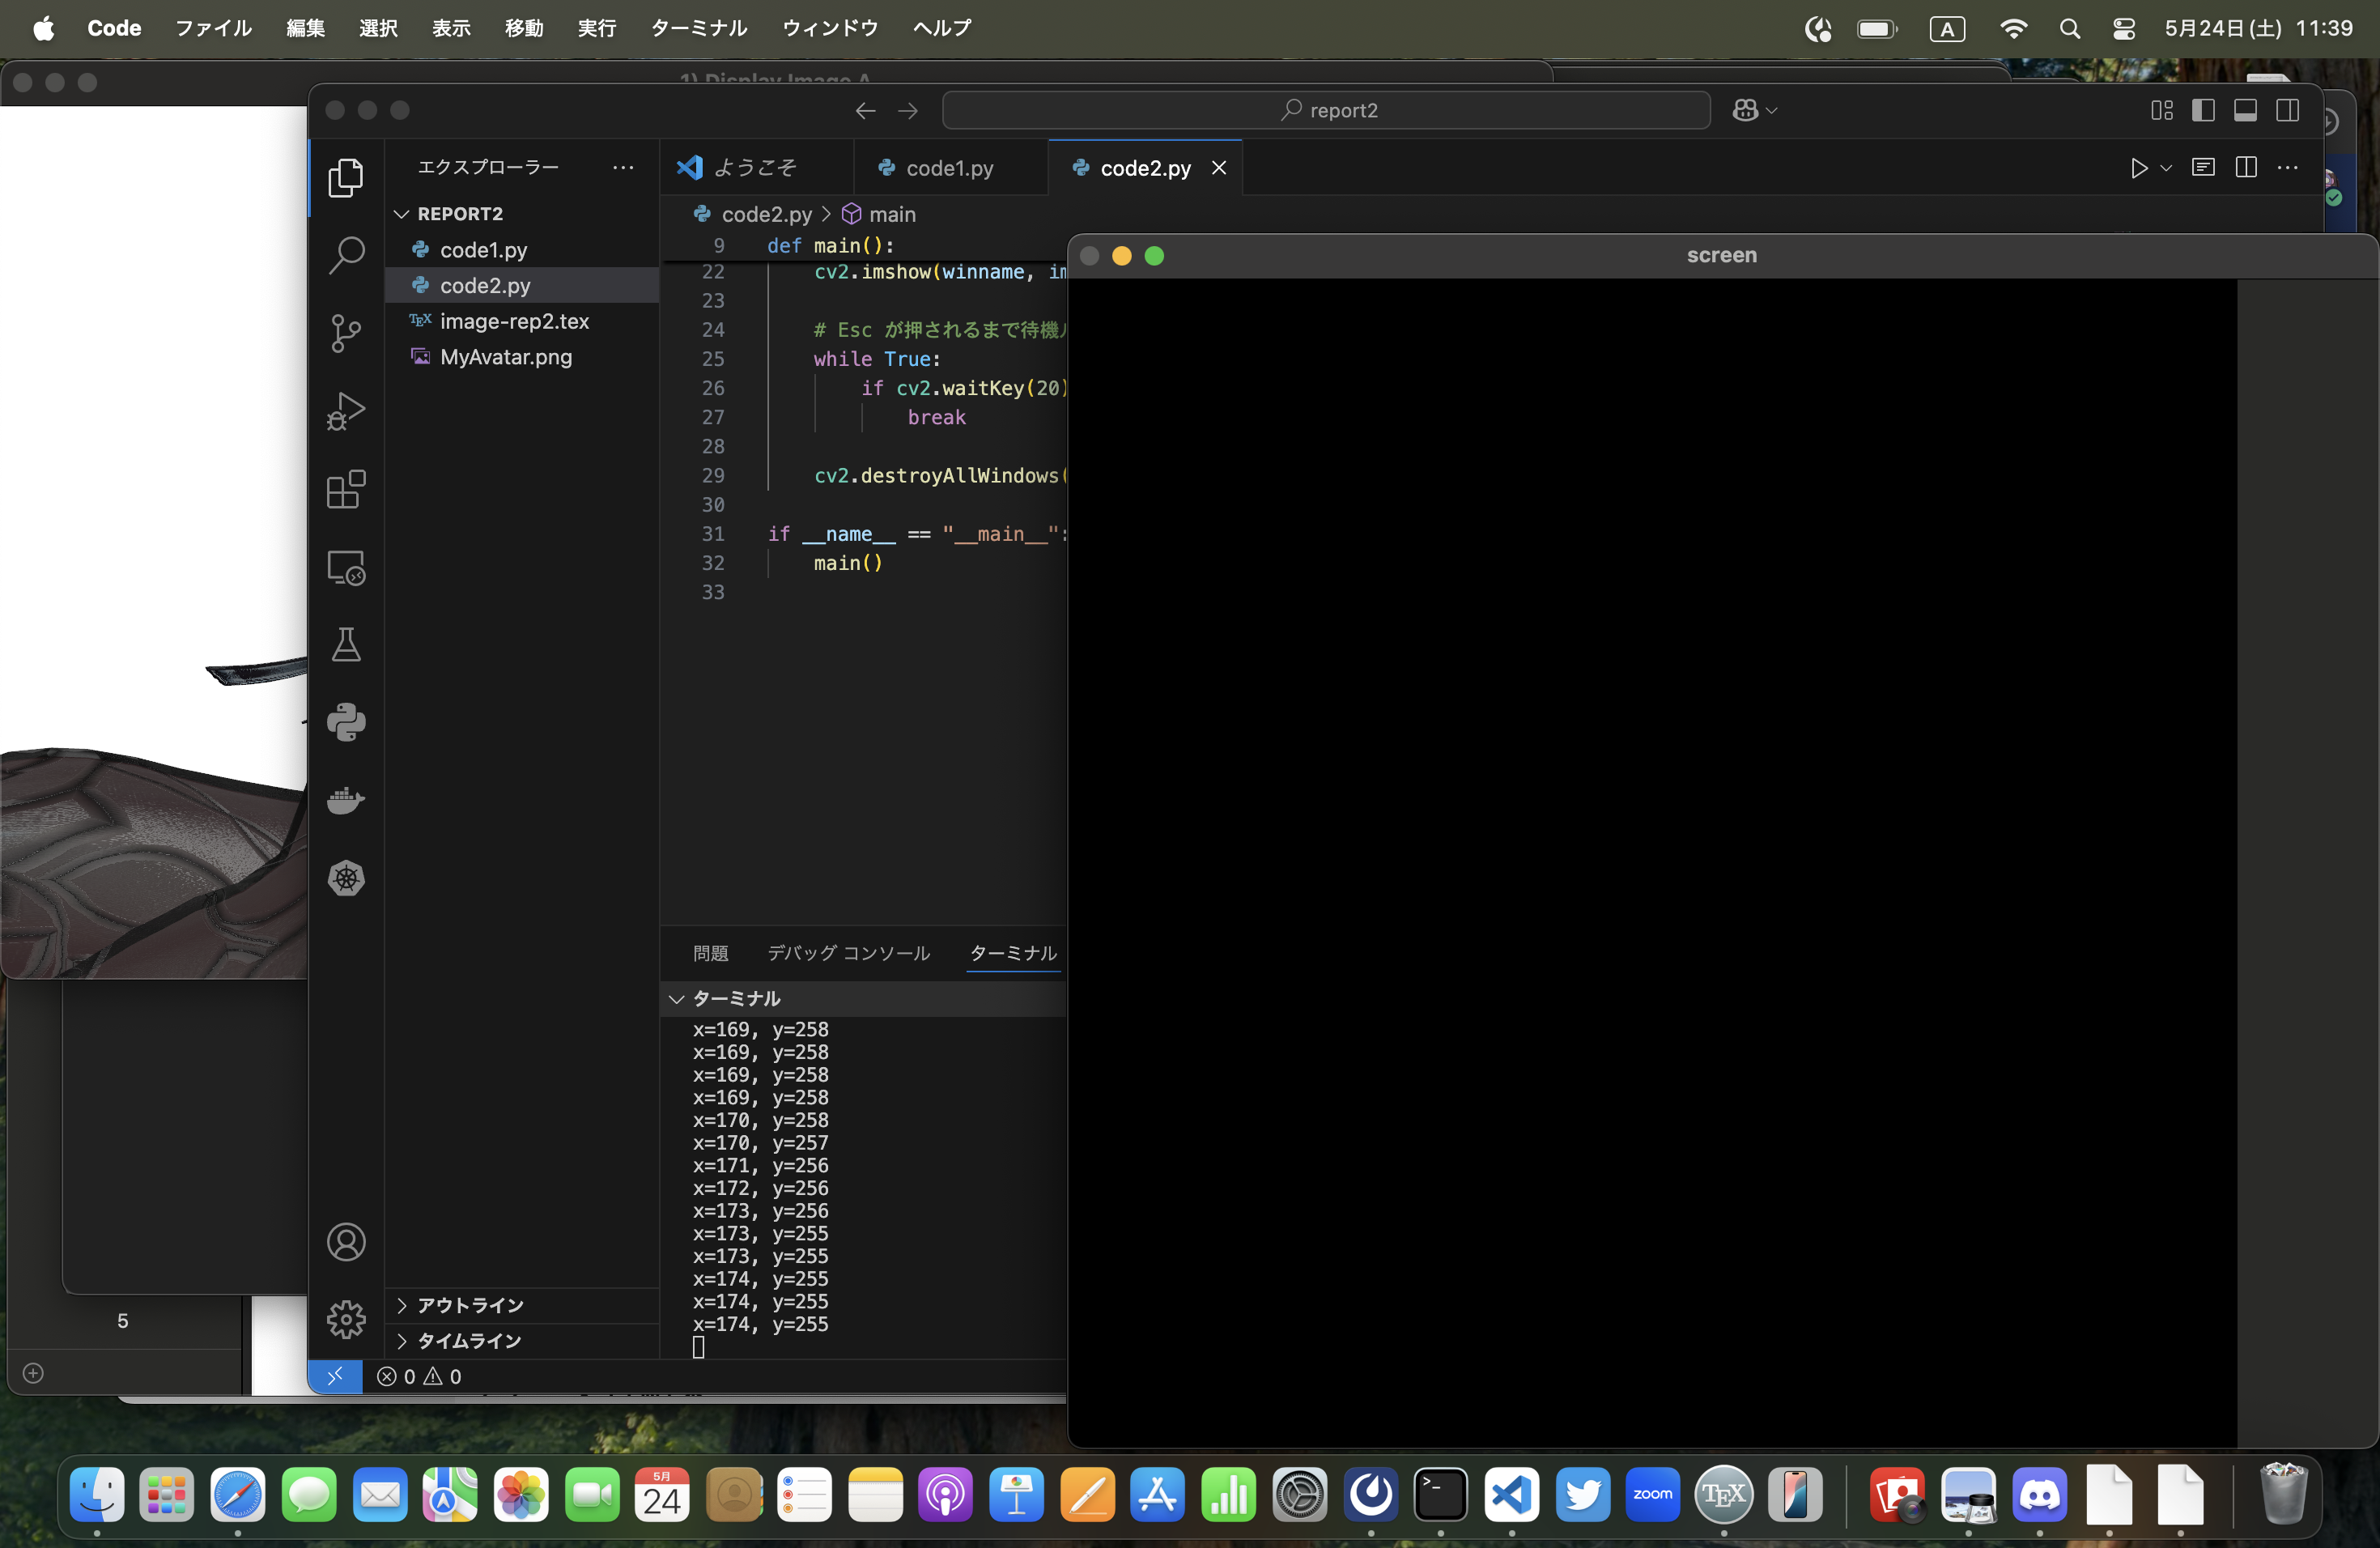 Code ファイル 編集 選択 表示 移動 実行 ターミナル ウィンドウ ヘルプ
A 5月24日(土) 11:39
1) Display Image A
report2
エクスプローラー
REPORT2
code1.py
code2.py
TEX image-rep2.tex
MyAvatar.png
アウトライン
タイムライン
ようこそ
code1.py
code2.py
code2.py main
9 def main():
22 cv2.imshow(winname, im
23
24 # Esc が押されるまで待機
25 while True:
26 if cv2.waitKey(20)
27 break
28
29 cv2.destroyAllWindows(
30
31 if __name__ == "__main__":
32 main()
33
問題 デバッグ コンソール ターミナル
ターミナル
x=169, y=258
x=169, y=258
x=169, y=258
x=169, y=258
x=170, y=258
x=170, y=257
x=171, y=256
x=172, y=256
x=173, y=256
x=173, y=255
x=173, y=255
x=174, y=255
x=174, y=255
x=174, y=255
0 0
screen
5
5月
24
zoom
TEX